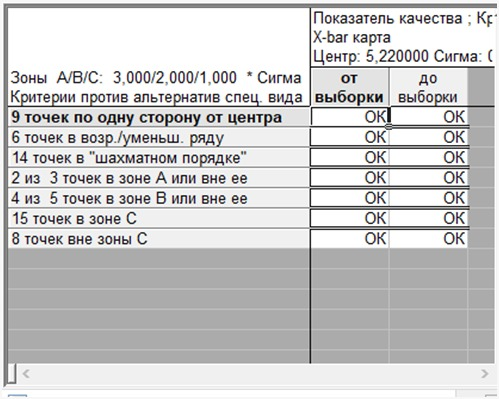 Показатель качества ; Кр
X-bar карта
Центр: 5,220000 Сигма: 0
Зоны A/B/C: 3,000/2,000/1,000 * Сигма
Критерии против альтернатив спец. вида
от выборки
до выборки
9 точек по одну сторону от центра OK OK
6 точек в возр./уменьш. ряду OK OK
14 точек в "шахматном порядке" OK OK
2 из 3 точек в зоне A или вне ее OK OK
4 из 5 точек в зоне B или вне ее OK OK
15 точек в зоне C OK OK
8 точек вне зоны C OK OK